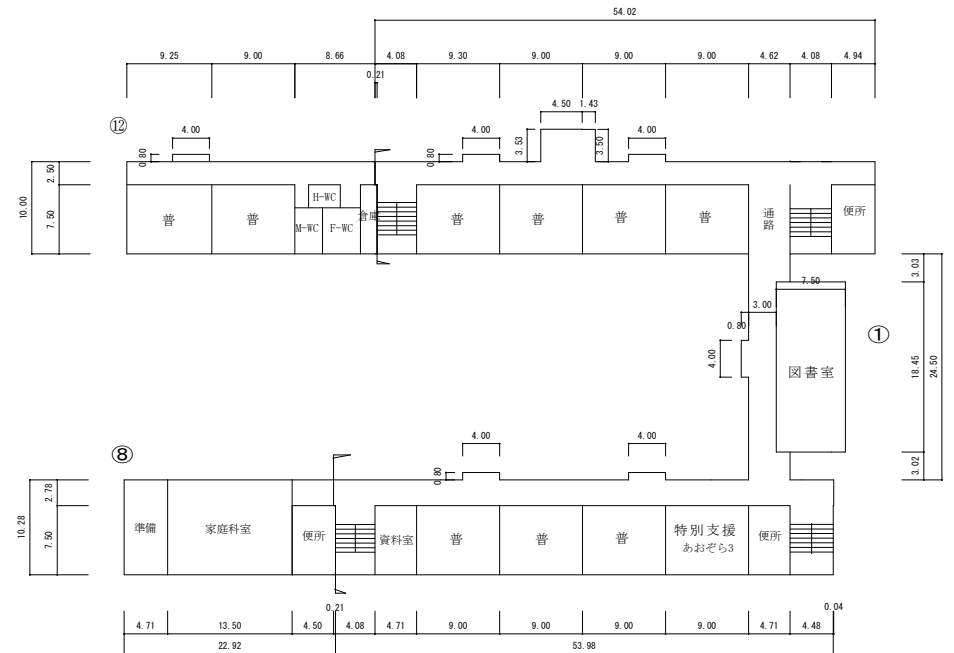 54.02
9.25 9.00 8.66 4.08 9.30 9.00 9.00 9.00 4.62 4.08 4.94
0.21
⑫
4.00 4.00 4.50 1.43 4.00
0.80 0.80 3.53 3.50
10.00 2.50 7.50
普 普 H-WC M-WC F-WC 倉庫 普 普 普 普 通路 便所
7.50
3.00
0.80
4.00
図書室
①
3.03 18.45 3.02 24.50
⑧
4.00 4.00
0.80
10.28 2.78 7.50
準備 家庭科室 便所 資料室 普 普 普 特別支援 便所
あおぞら3
0.21 0.04
4.71 13.50 4.50 4.08 4.71 9.00 9.00 9.00 9.00 4.71 4.48
22.92 53.98